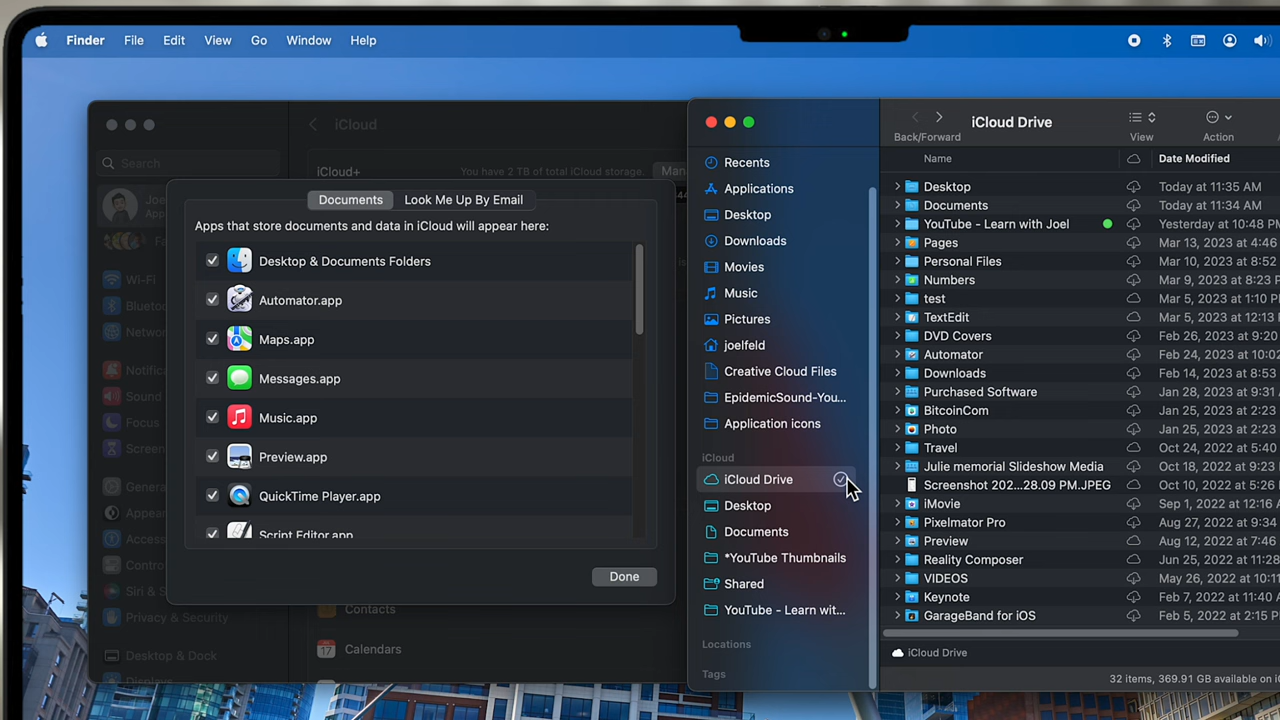 Finder File Edit View Go Window Help
iCloud
Search
iCloud+
You have 2 TB of total iCloud storage.
Documents
Look Me Up By Email
Apps that store documents and data in iCloud will appear here:
Desktop & Documents Folders
Automator.app
Maps.app
Messages.app
Music.app
Preview.app
QuickTime Player.app
Script Editor.app
Done
Wi-Fi
Sound
Focus
Privacy & Security
Desktop & Dock
Displays
Contacts
17
Calendars
Recents
Applications
Desktop
Downloads
Movies
Music
Pictures
joelfeld
Creative Cloud Files
EpidemicSound-You...
Application icons
iCloud
iCloud Drive
Desktop
Documents
*YouTube Thumbnails
Shared
YouTube - Learn wit...
Locations
Tags
Back/Forward
iCloud Drive
View
Action
Name
Date Modified
Desktop Today at 11:35 AM
Documents Today at 11:34 AM
YouTube - Learn with Joel Yesterday at 10:48 PM
Pages Mar 13, 2023 at 4:46
Personal Files Mar 10, 2023 at 8:52
Numbers Mar 9, 2023 at 8:23 P
test Mar 5, 2023 at 1:10 P
TextEdit Mar 5, 2023 at 12:13
DVD Covers Feb 26, 2023 at 9:20
Automator Feb 24, 2023 at 10:02
Downloads Feb 14, 2023 at 8:53
Purchased Software Jan 28, 2023 at 9:31
BitcoinCom Jan 25, 2023 at 2:23
Photo Jan 25, 2023 at 2:23
Travel Oct 24, 2022 at 5:40
Julie memorial Slideshow Media Oct 18, 2022 at 9:23
Screenshot 202...28.09 PM.JPEG Oct 10, 2022 at 5:26
iMovie Sep 1, 2022 at 12:16
Pixelmator Pro Aug 27, 2022 at 9:34
Preview Aug 12, 2022 at 7:46
Reality Composer Jun 25, 2022 at 11:28
VIDEOS May 26, 2022 at 10:11
Keynote Feb 7, 2022 at 11:40
GarageBand for iOS Feb 5, 2022 at 2:15 P
iCloud Drive
32 items, 369.91 GB available on